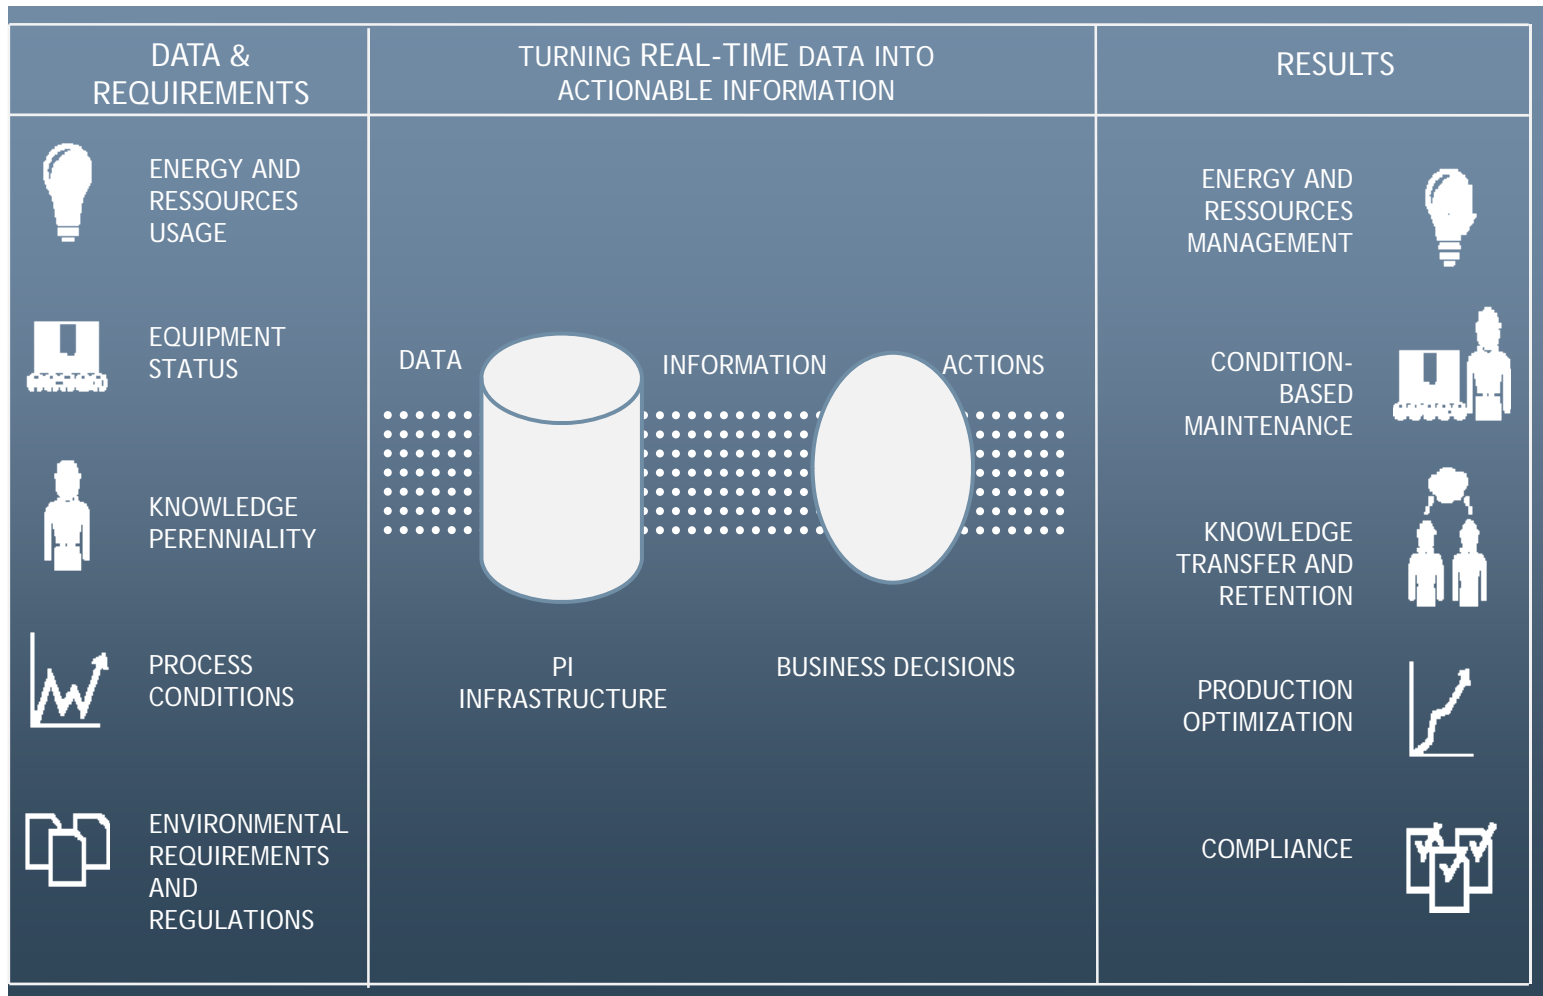 DATA &
REQUIREMENTS
TURNING REAL-TIME DATA INTO
ACTIONABLE INFORMATION
RESULTS
ENERGY AND
RESSOURCES
USAGE
EQUIPMENT
STATUS
KNOWLEDGE
PERENNIALITY
PROCESS
CONDITIONS
ENVIRONMENTAL
REQUIREMENTS
AND
REGULATIONS
DATA
INFORMATION
ACTIONS
PI
INFRASTRUCTURE
BUSINESS DECISIONS
ENERGY AND
RESSOURCES
MANAGEMENT
CONDITION-
BASED
MAINTENANCE
KNOWLEDGE
TRANSFER AND
RETENTION
PRODUCTION
OPTIMIZATION
COMPLIANCE